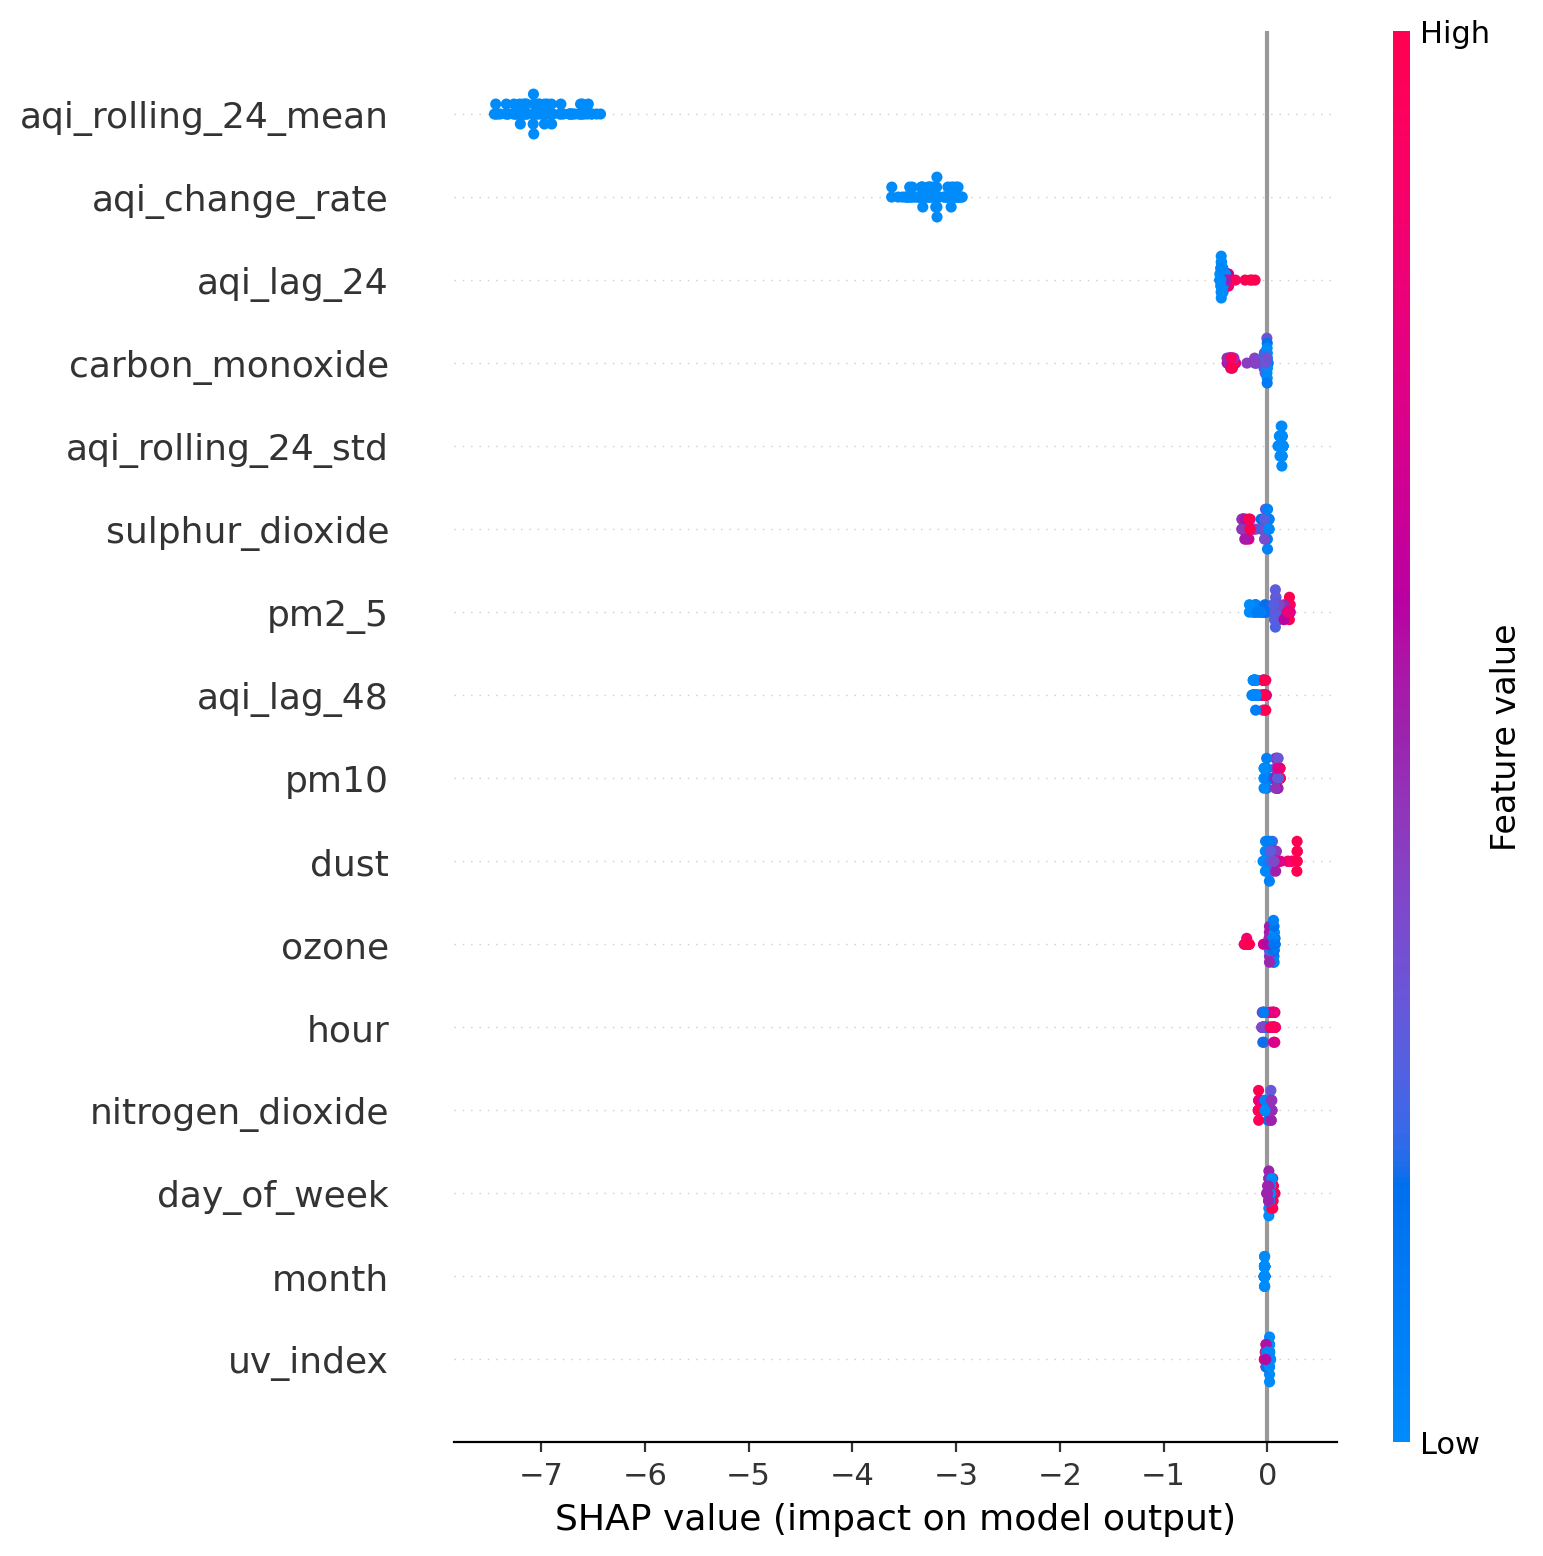 High
aqi_rolling_24_mean
aqi_change_rate
aqi_lag_24
carbon_monoxide
aqi_rolling_24_std
sulphur_dioxide
pm2_5
aqi_lag_48
pm10
dust
ozone
hour
nitrogen_dioxide
day_of_week
month
uv_index
Feature value
Low
−7 −6 −5 −4 −3 −2 −1 0
SHAP value (impact on model output)